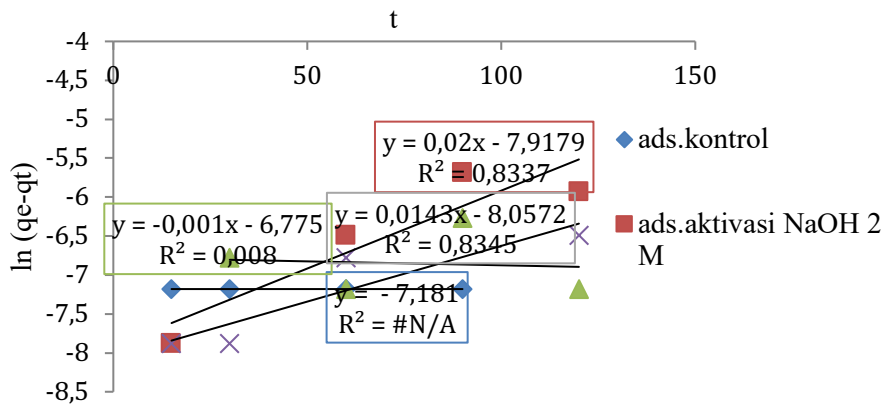 t
-4
0
50
100
150
-4,5
-5
-5,5
-6
-6,5
-7
-7,5
-8
-8,5
ln (qe-qt)
y = 0,02x - 7,9179
R² = 0,8337
y = -0,001x - 6,775
R² = 0,008
y = 0,0143x - 8,0572
R² = 0,8345
y = - 7,181
R² = #N/A
ads.kontrol
ads.aktivasi NaOH 2
M